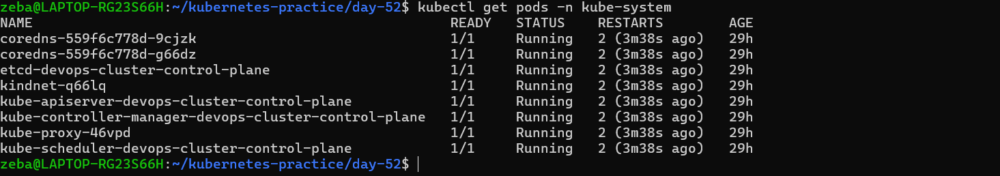 zeba@LAPTOP-RG23S66H:~/kubernetes-practice/day-52$ kubectl get pods -n kube-system
NAME READY STATUS RESTARTS AGE
coredns-559f6c778d-9cjzk 1/1 Running 2 (3m38s ago) 29h
coredns-559f6c778d-g66dz 1/1 Running 2 (3m38s ago) 29h
etcd-devops-cluster-control-plane 1/1 Running 2 (3m38s ago) 29h
kindnet-q66lq 1/1 Running 2 (3m38s ago) 29h
kube-apiserver-devops-cluster-control-plane 1/1 Running 2 (3m38s ago) 29h
kube-controller-manager-devops-cluster-control-plane 1/1 Running 2 (3m38s ago) 29h
kube-proxy-46vpd 1/1 Running 2 (3m38s ago) 29h
kube-scheduler-devops-cluster-control-plane 1/1 Running 2 (3m38s ago) 29h
zeba@LAPTOP-RG23S66H:~/kubernetes-practice/day-52$